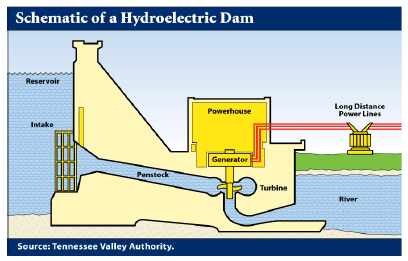 Schematic of a Hydroelectric Dam
Reservoir
Intake
Powerhouse
Long Distance
Power Lines
Generator
Penstock
Turbine
River
Source: Tennessee Valley Authority.